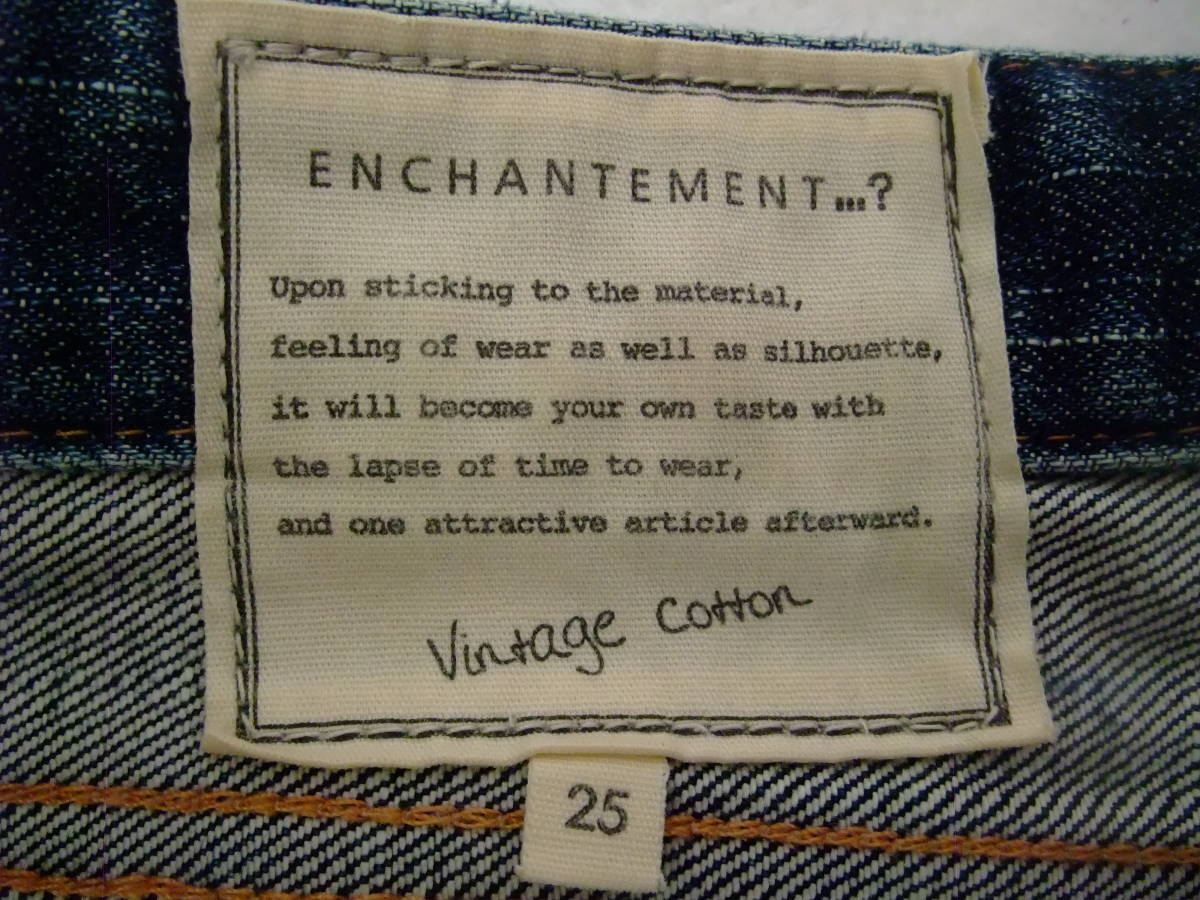 ENCHANTEMENT...?
Upon sticking to the material,
feeling of wear as well as silhouette,
it will become your own taste with
the lapse of time to wear,
and one attractive article afterward.
Vintage Cotton
25